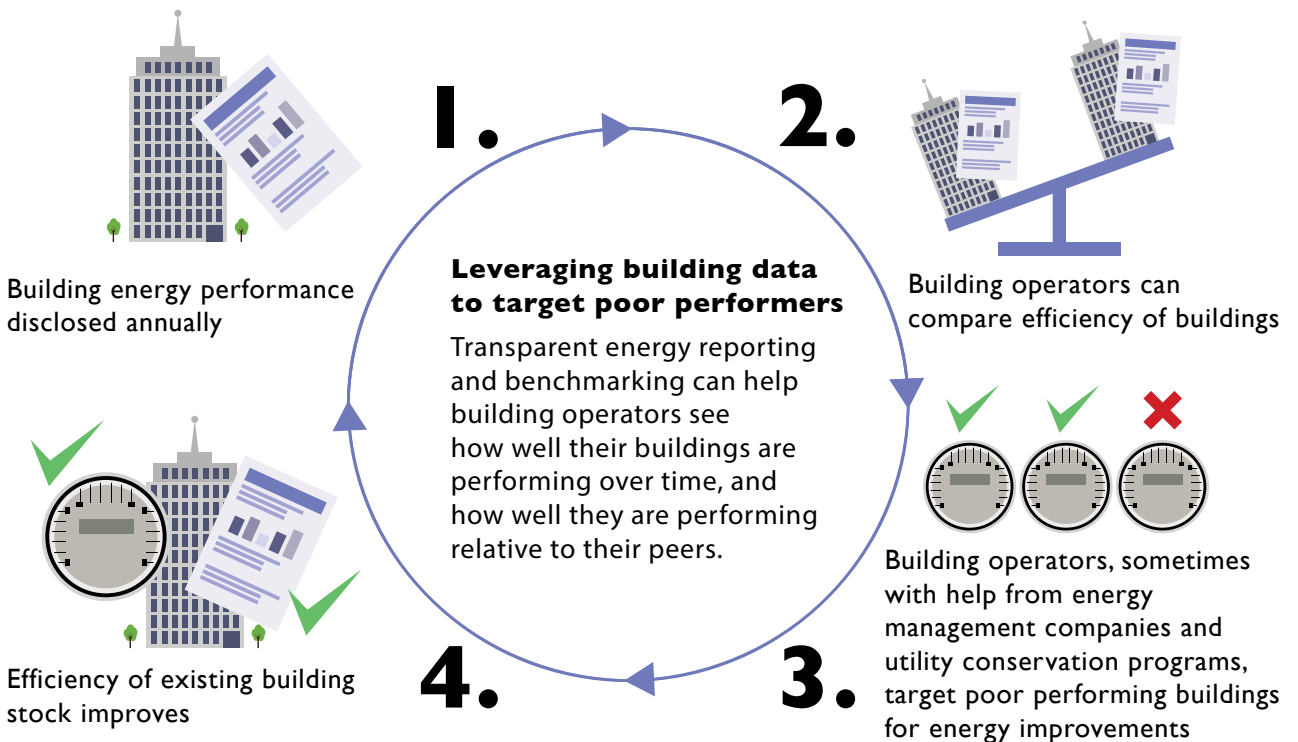 1.
Building energy performance
disclosed annually
2.
Building operators can
compare efficiency of buildings
Leveraging building data
to target poor performers
Transparent energy reporting
and benchmarking can help
building operators see
how well their buildings are
performing over time, and
how well they are performing
relative to their peers.
3.
Building operators, sometimes
with help from energy
management companies and
utility conservation programs,
target poor performing buildings
for energy improvements
4.
Efficiency of existing building
stock improves